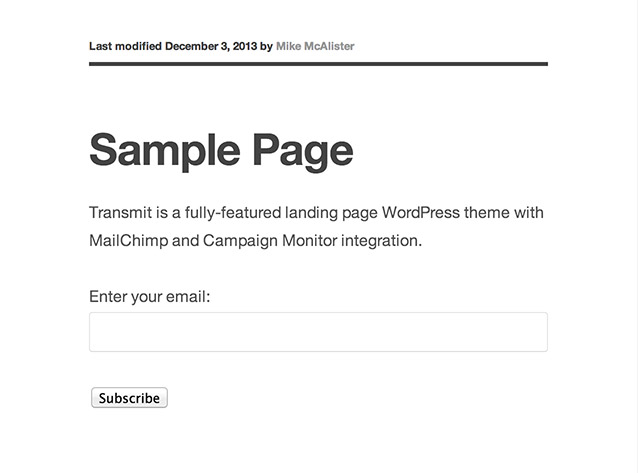 Last modified December 3, 2013 by Mike McAlister
Sample Page
Transmit is a fully-featured landing page WordPress theme with
MailChimp and Campaign Monitor integration.
Enter your email:
Subscribe